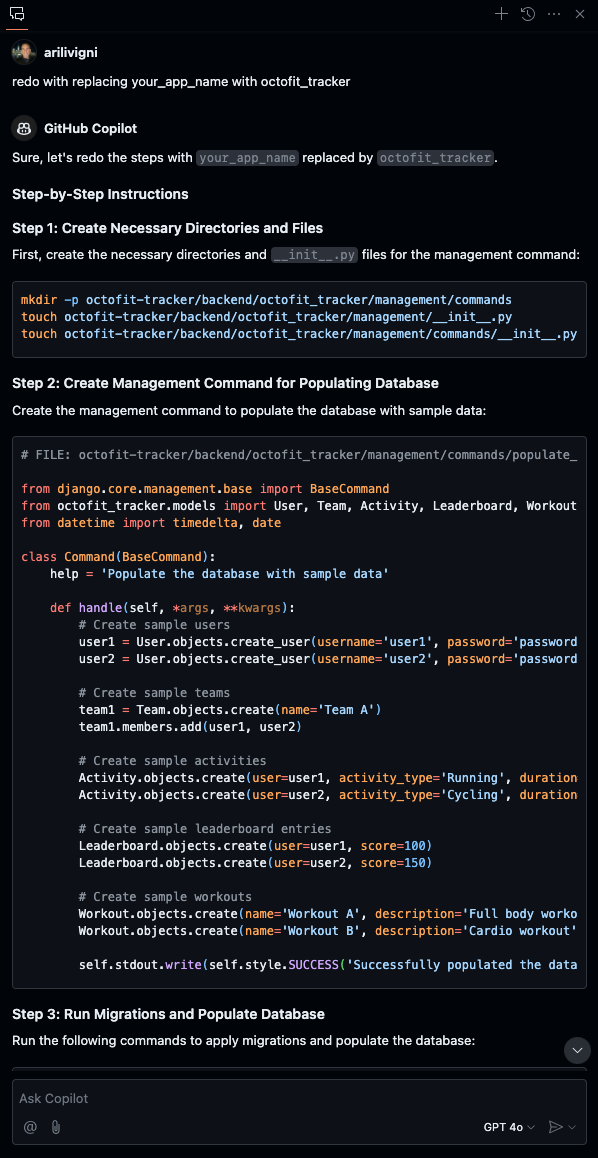 arilivigni
redo with replacing your_app_name with octofit_tracker
GitHub Copilot
Sure, let's redo the steps with your_app_name replaced by octofit_tracker.
Step-by-Step Instructions
Step 1: Create Necessary Directories and Files
First, create the necessary directories and __init__.py files for the management command:
mkdir -p octofit-tracker/backend/octofit_tracker/management/commands
touch octofit-tracker/backend/octofit_tracker/management/__init__.py
touch octofit-tracker/backend/octofit_tracker/management/commands/__init__.py
Step 2: Create Management Command for Populating Database
Create the management command to populate the database with sample data:
# FILE: octofit-tracker/backend/octofit_tracker/management/commands/populate_
from django.core.management.base import BaseCommand
from octofit_tracker.models import User, Team, Activity, Leaderboard, Workout
from datetime import timedelta, date
class Command(BaseCommand):
    help = 'Populate the database with sample data'
    def handle(self, *args, **kwargs):
        # Create sample users
        user1 = User.objects.create_user(username='user1', password='password
        user2 = User.objects.create_user(username='user2', password='password
        # Create sample teams
        team1 = Team.objects.create(name='Team A')
        team1.members.add(user1, user2)
        # Create sample activities
        Activity.objects.create(user=user1, activity_type='Running', duration
        Activity.objects.create(user=user2, activity_type='Cycling', duration
        # Create sample leaderboard entries
        Leaderboard.objects.create(user=user1, score=100)
        Leaderboard.objects.create(user=user2, score=150)
        # Create sample workouts
        Workout.objects.create(name='Workout A', description='Full body worko
        Workout.objects.create(name='Workout B', description='Cardio workout'
        self.stdout.write(self.style.SUCCESS('Successfully populated the data
Step 3: Run Migrations and Populate Database
Run the following commands to apply migrations and populate the database:
Ask Copilot
@ GPT 4o